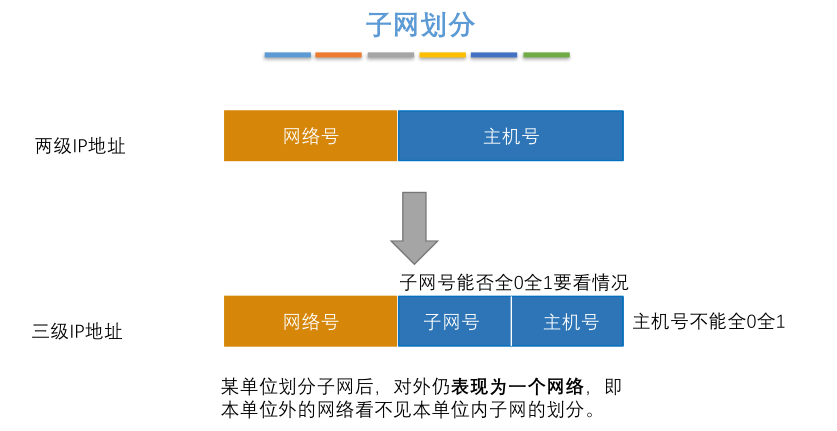 子网划分
两级IP地址
网络号
主机号
子网号能否全0全1要看情况
三级IP地址
网络号
子网号
主机号
主机号不能全0全1
某单位划分子网后，对外仍表现为一个网络，即
本单位外的网络看不见本单位内子网的划分。